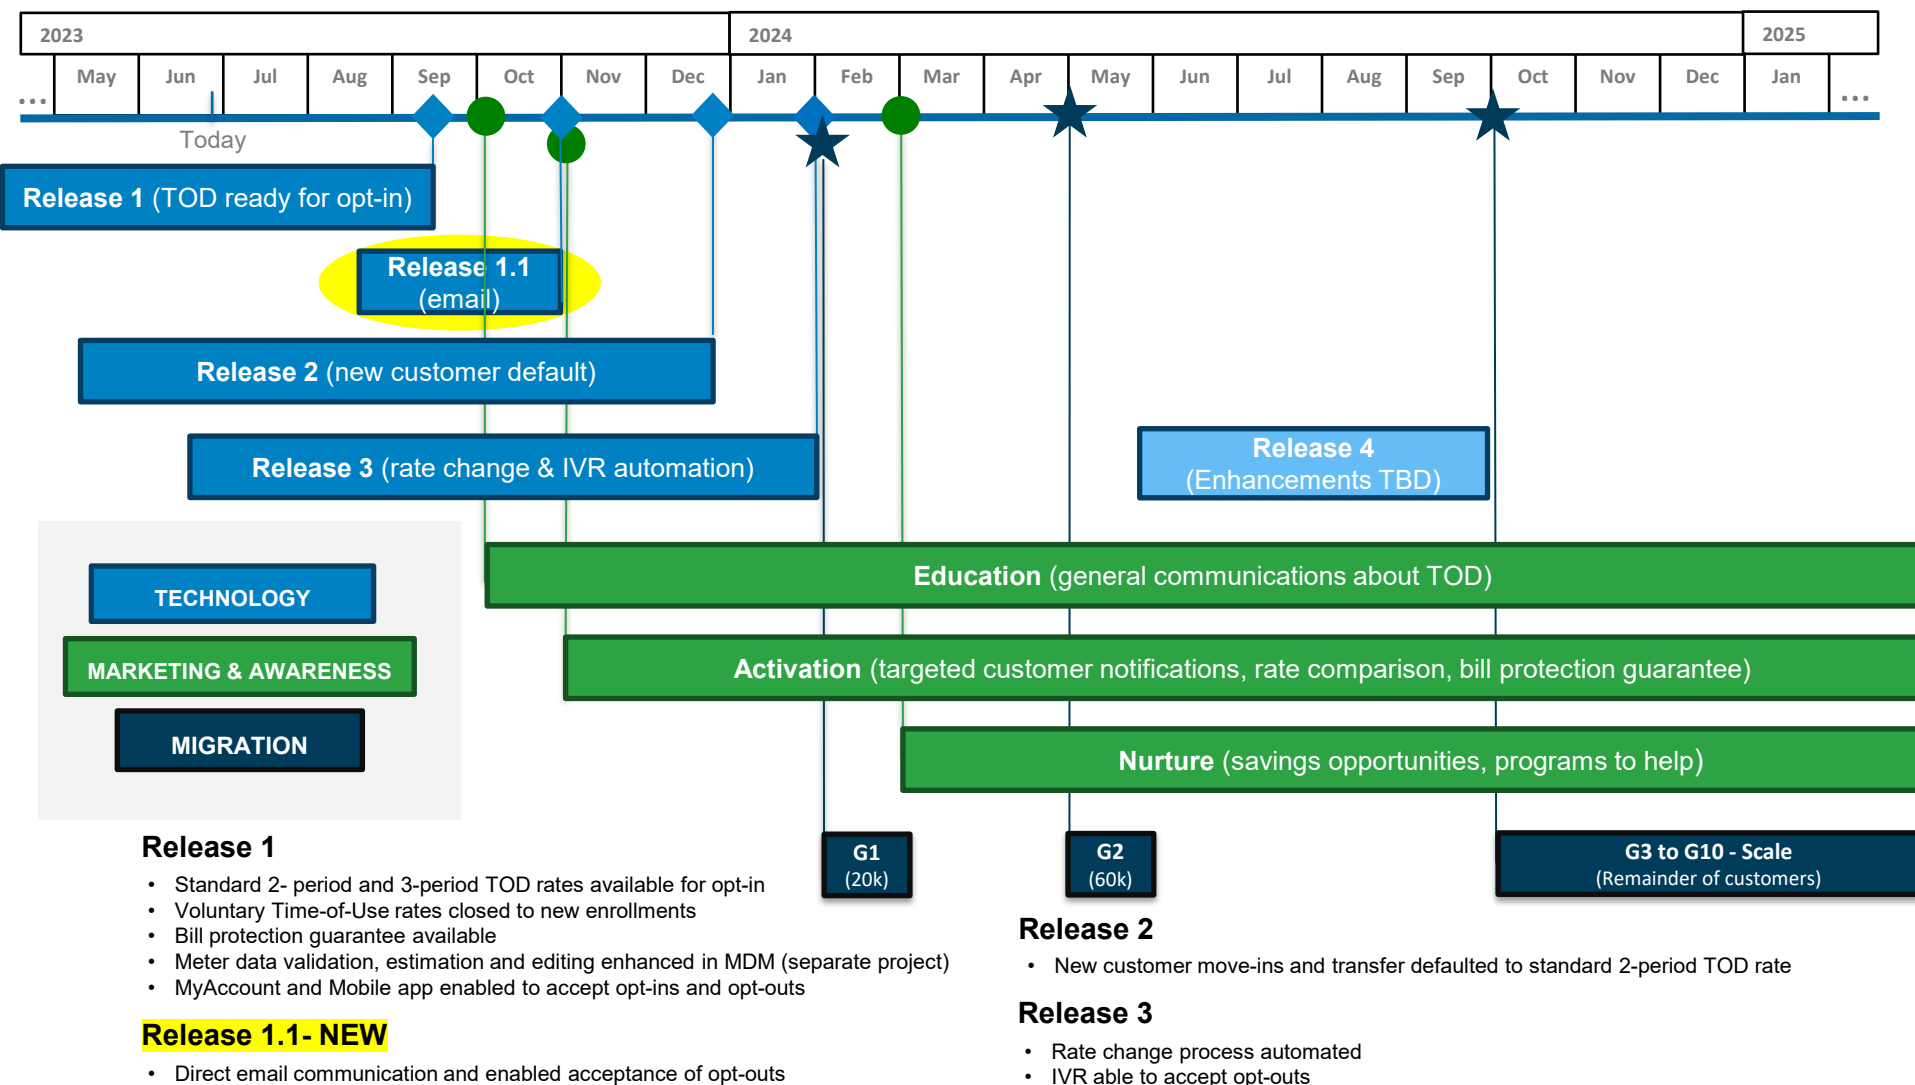 2023
2024
2025
... May Jun Jul Aug Sep Oct Nov Dec Jan Feb Mar Apr May Jun Jul Aug Sep Oct Nov Dec Jan ...
Today
Release 1 (TOD ready for opt-in)
Release 1.1
(email)
Release 2 (new customer default)
Release 3 (rate change & IVR automation)
Release 4
(Enhancements TBD)
Education (general communications about TOD)
TECHNOLOGY
MARKETING & AWARENESS
MIGRATION
Activation (targeted customer notifications, rate comparison, bill protection guarantee)
Nurture (savings opportunities, programs to help)
G1
(20k)
G2
(60k)
G3 to G10 - Scale
(Remainder of customers)
Release 1
• Standard 2- period and 3-period TOD rates available for opt-in
• Voluntary Time-of-Use rates closed to new enrollments
• Bill protection guarantee available
• Meter data validation, estimation and editing enhanced in MDM (separate project)
• MyAccount and Mobile app enabled to accept opt-ins and opt-outs
Release 1.1- NEW
• Direct email communication and enabled acceptance of opt-outs
Release 2
• New customer move-ins and transfer defaulted to standard 2-period TOD rate
Release 3
• Rate change process automated
• IVR able to accept opt-outs